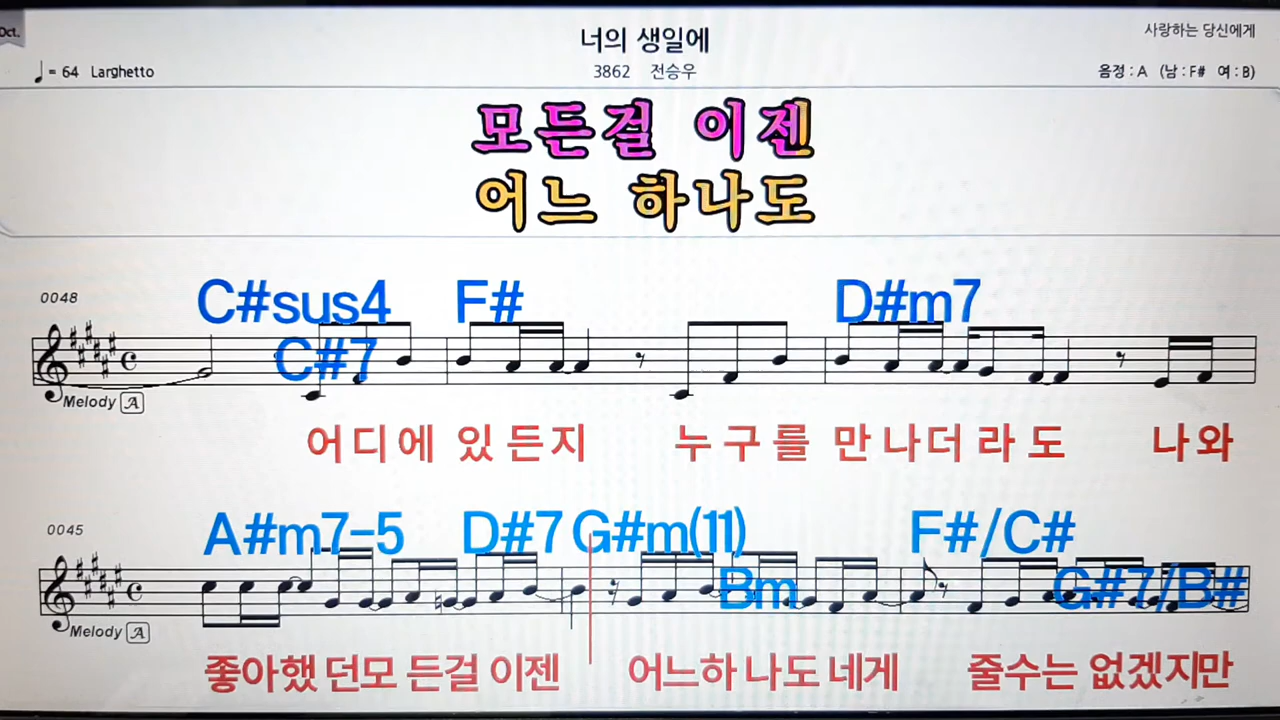 Oct.
너의 생일에
사랑하는 당신에게
♩= 64 Larghetto
3862 전승우
음정 : A (남 : F# 여 : B)
모든걸 이젠
어느 하나도
0048
C#sus4 F# D#m7
C#7
Melody A
어디에 있든지 누구를 만나더라도 나와
0045
A#m7-5 D#7 G#m(11) F#/C#
Bm G#7/B#
Melody A
좋아했던모든걸 이젠 어느하나도네게 줄수는 없겠지만